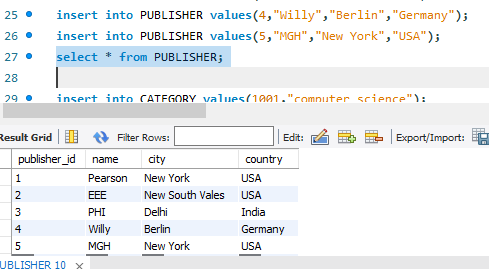 25 insert into PUBLISHER values(4,"Willy","Berlin","Germany");
26 insert into PUBLISHER values(5,"MGH","New York","USA");
27 select * from PUBLISHER;
28
29 insert into CATEGORY values(1001,"computer science");
Result Grid Filter Rows: Edit: Export/Import:
publisher_id name city country
1 Pearson New York USA
2 EEE New South Vales USA
3 PHI Delhi India
4 Willy Berlin Germany
5 MGH New York USA
UBLISHER 10 ×